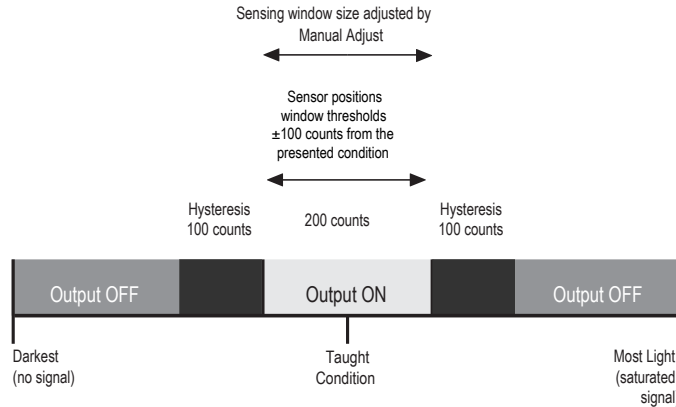 Sensing window size adjusted by
Manual Adjust
Sensor positions
window thresholds
±100 counts from the
presented condition
Hysteresis
100 counts
200 counts
Hysteresis
100 counts
Output OFF
Output ON
Output OFF
Darkest
(no signal)
Taught
Condition
Most Light
(saturated
signal